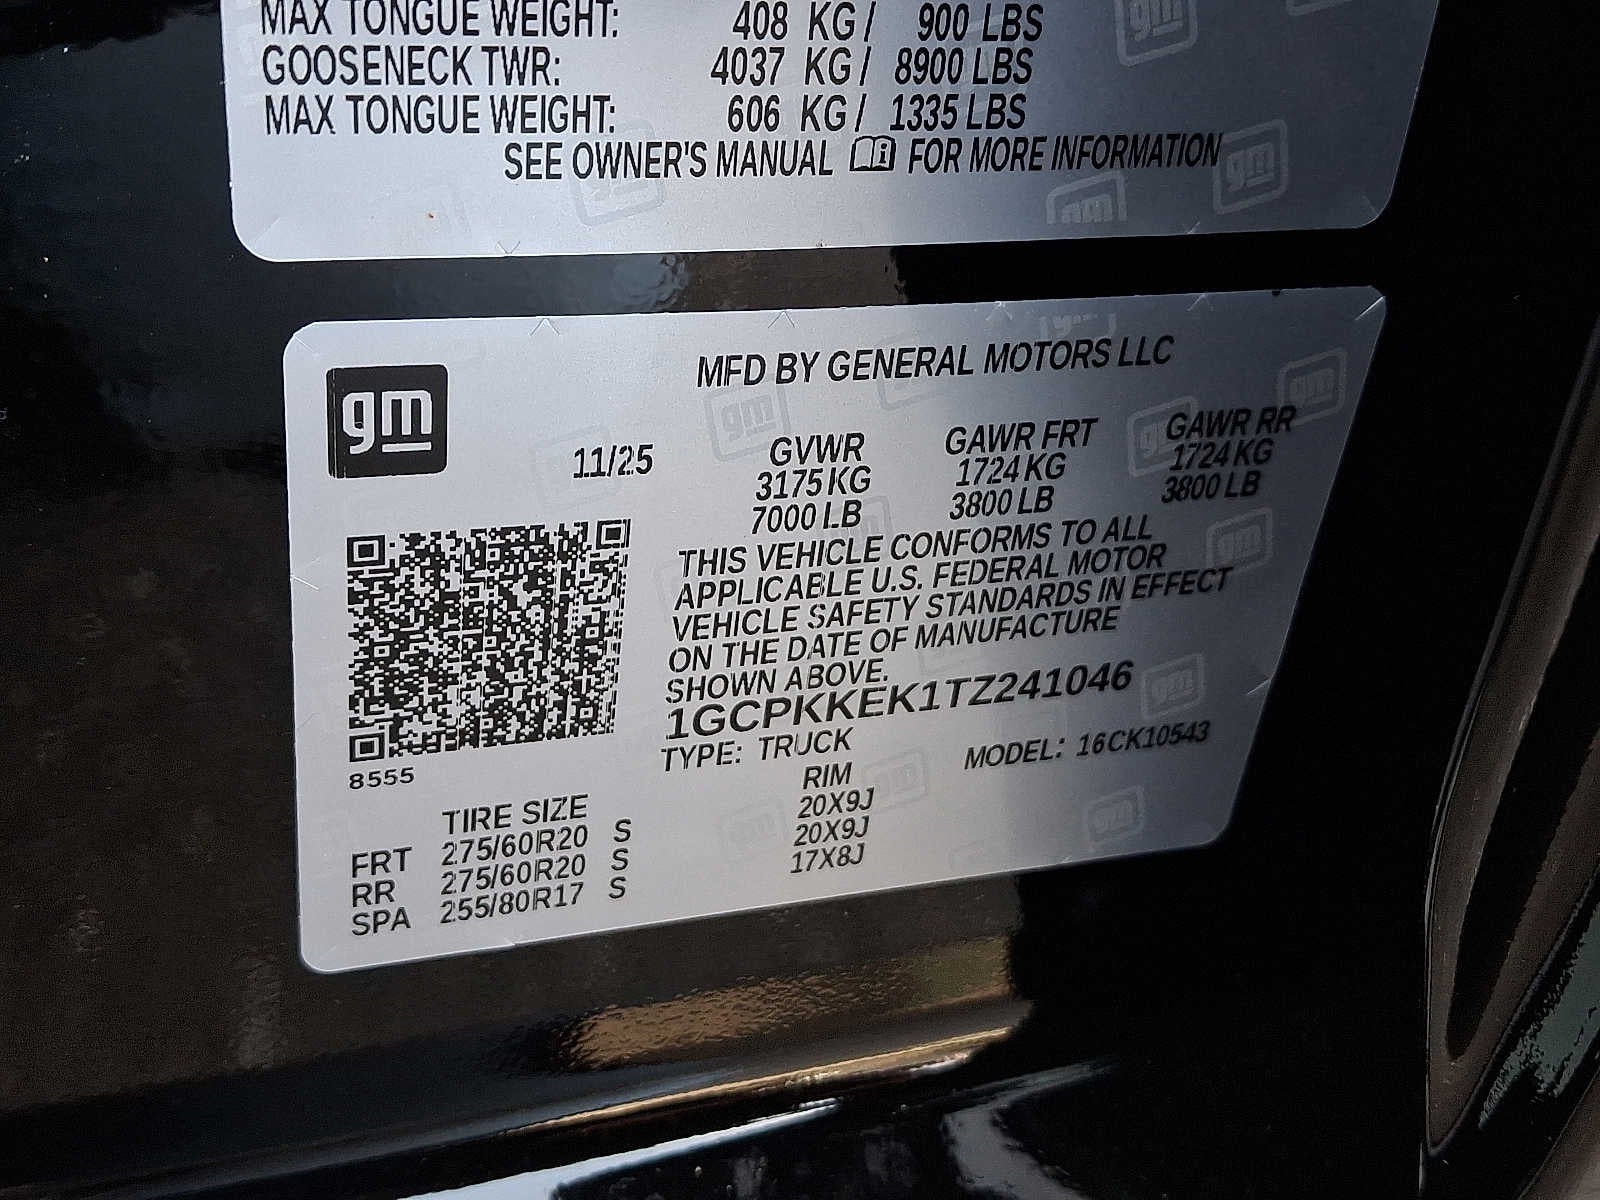 MAX TONGUE WEIGHT: 408 KG / 900 LBS
GOOSENECK TWR: 4037 KG / 8900 LBS
MAX TONGUE WEIGHT: 606 KG / 1335 LBS
SEE OWNER'S MANUAL FOR MORE INFORMATION
gm
MFD BY GENERAL MOTORS LLC
11/25 GVWR GAWR FRT GAWR RR
3175 KG 1724 KG 1724 KG
7000 LB 3800 LB 3800 LB
THIS VEHICLE CONFORMS TO ALL
APPLICABLE U.S. FEDERAL MOTOR
VEHICLE SAFETY STANDARDS IN EFFECT
ON THE DATE OF MANUFACTURE
SHOWN ABOVE.
1GCPKKEK1TZ241046
TYPE: TRUCK MODEL: 16CK10543
8555
TIRE SIZE RIM
FRT 275/60R20 S 20X9J
RR 275/60R20 S 20X9J
SPA 255/80R17 S 17X8J